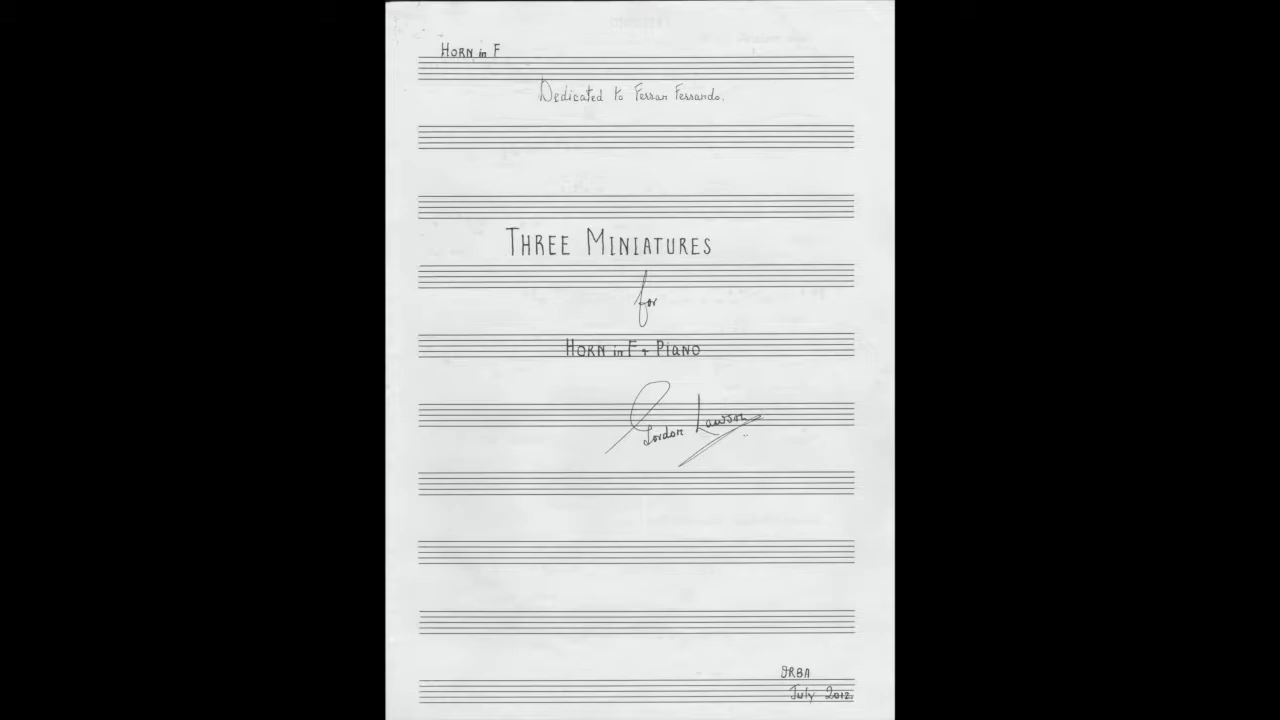 HORN in F
Dedicated to Ferran Ferrando.
THREE MINIATURES
for
HORN in F + PIANO
Gordon Lawson
IRBA
July 2012